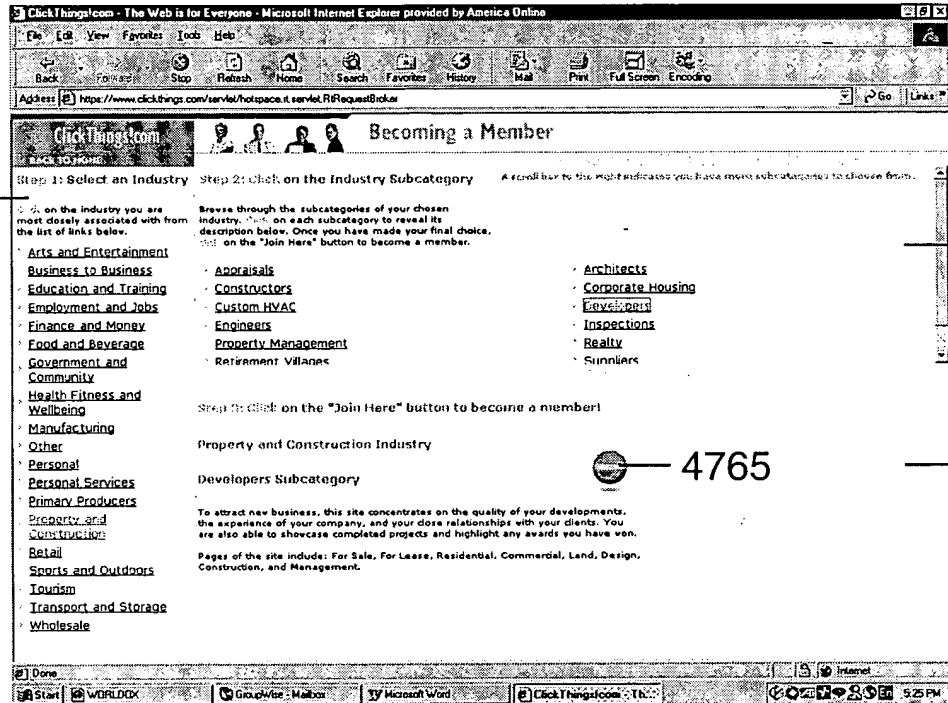 ClickThings!com - The Web is for Everyone - Microsoft Internet Explorer provided by America Online
File Edit View Favorites Tools Help
Back Forward Stop Refresh Home Search Favorites History Mail Print Full Screen Encoding
Address https://www.clickthings.com/servlet/hotspace.rt.servlet.RtRequestBroker Go Links »
ClickThings!com Becoming a Member
BACK TO HOME
Step 1: Select an Industry Step 2: Click on the Industry Subcategory A scroll bar to the right indicates you have more subcategories to choose from.
Click on the industry you are
most closely associated with from
the list of links below.
Browse through the subcategories of your chosen
industry. Click on each subcategory to reveal its
description below. Once you have made your final choice,
click on the "Join Here" button to become a member.
Arts and Entertainment
Business to Business
Education and Training
Employment and Jobs
Finance and Money
Food and Beverage
Government and
Community
Health Fitness and
Wellbeing
Manufacturing
Other
Personal
Personal Services
Primary Producers
Property and
Construction
Retail
Sports and Outdoors
Tourism
Transport and Storage
Wholesale
Appraisals
Constructors
Custom HVAC
Engineers
Property Management
Retirement Villages
Architects
Corporate Housing
Developers
Inspections
Realty
Suppliers
Step 3: Click on the "Join Here" button to become a member!
Property and Construction Industry
4765
Developers Subcategory
To attract new business, this site concentrates on the quality of your developments,
the experience of your company, and your close relationships with your clients. You
are also able to showcase completed projects and highlight any awards you have won.
Pages of the site include: For Sale, For Lease, Residential, Commercial, Land, Design,
Construction, and Management.
Done Internet
Start WORLDOX GroupWise - Mailbox Microsoft Word ClickThings!com - Th... 5:25 PM